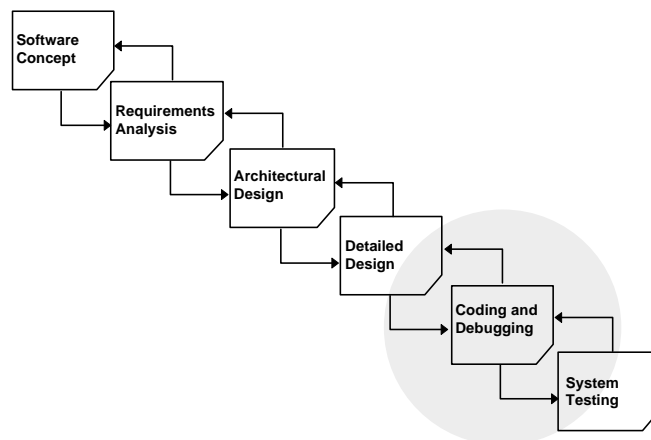 Software
Concept
Requirements
Analysis
Architectural
Design
Detailed
Design
Coding and
Debugging
System
Testing